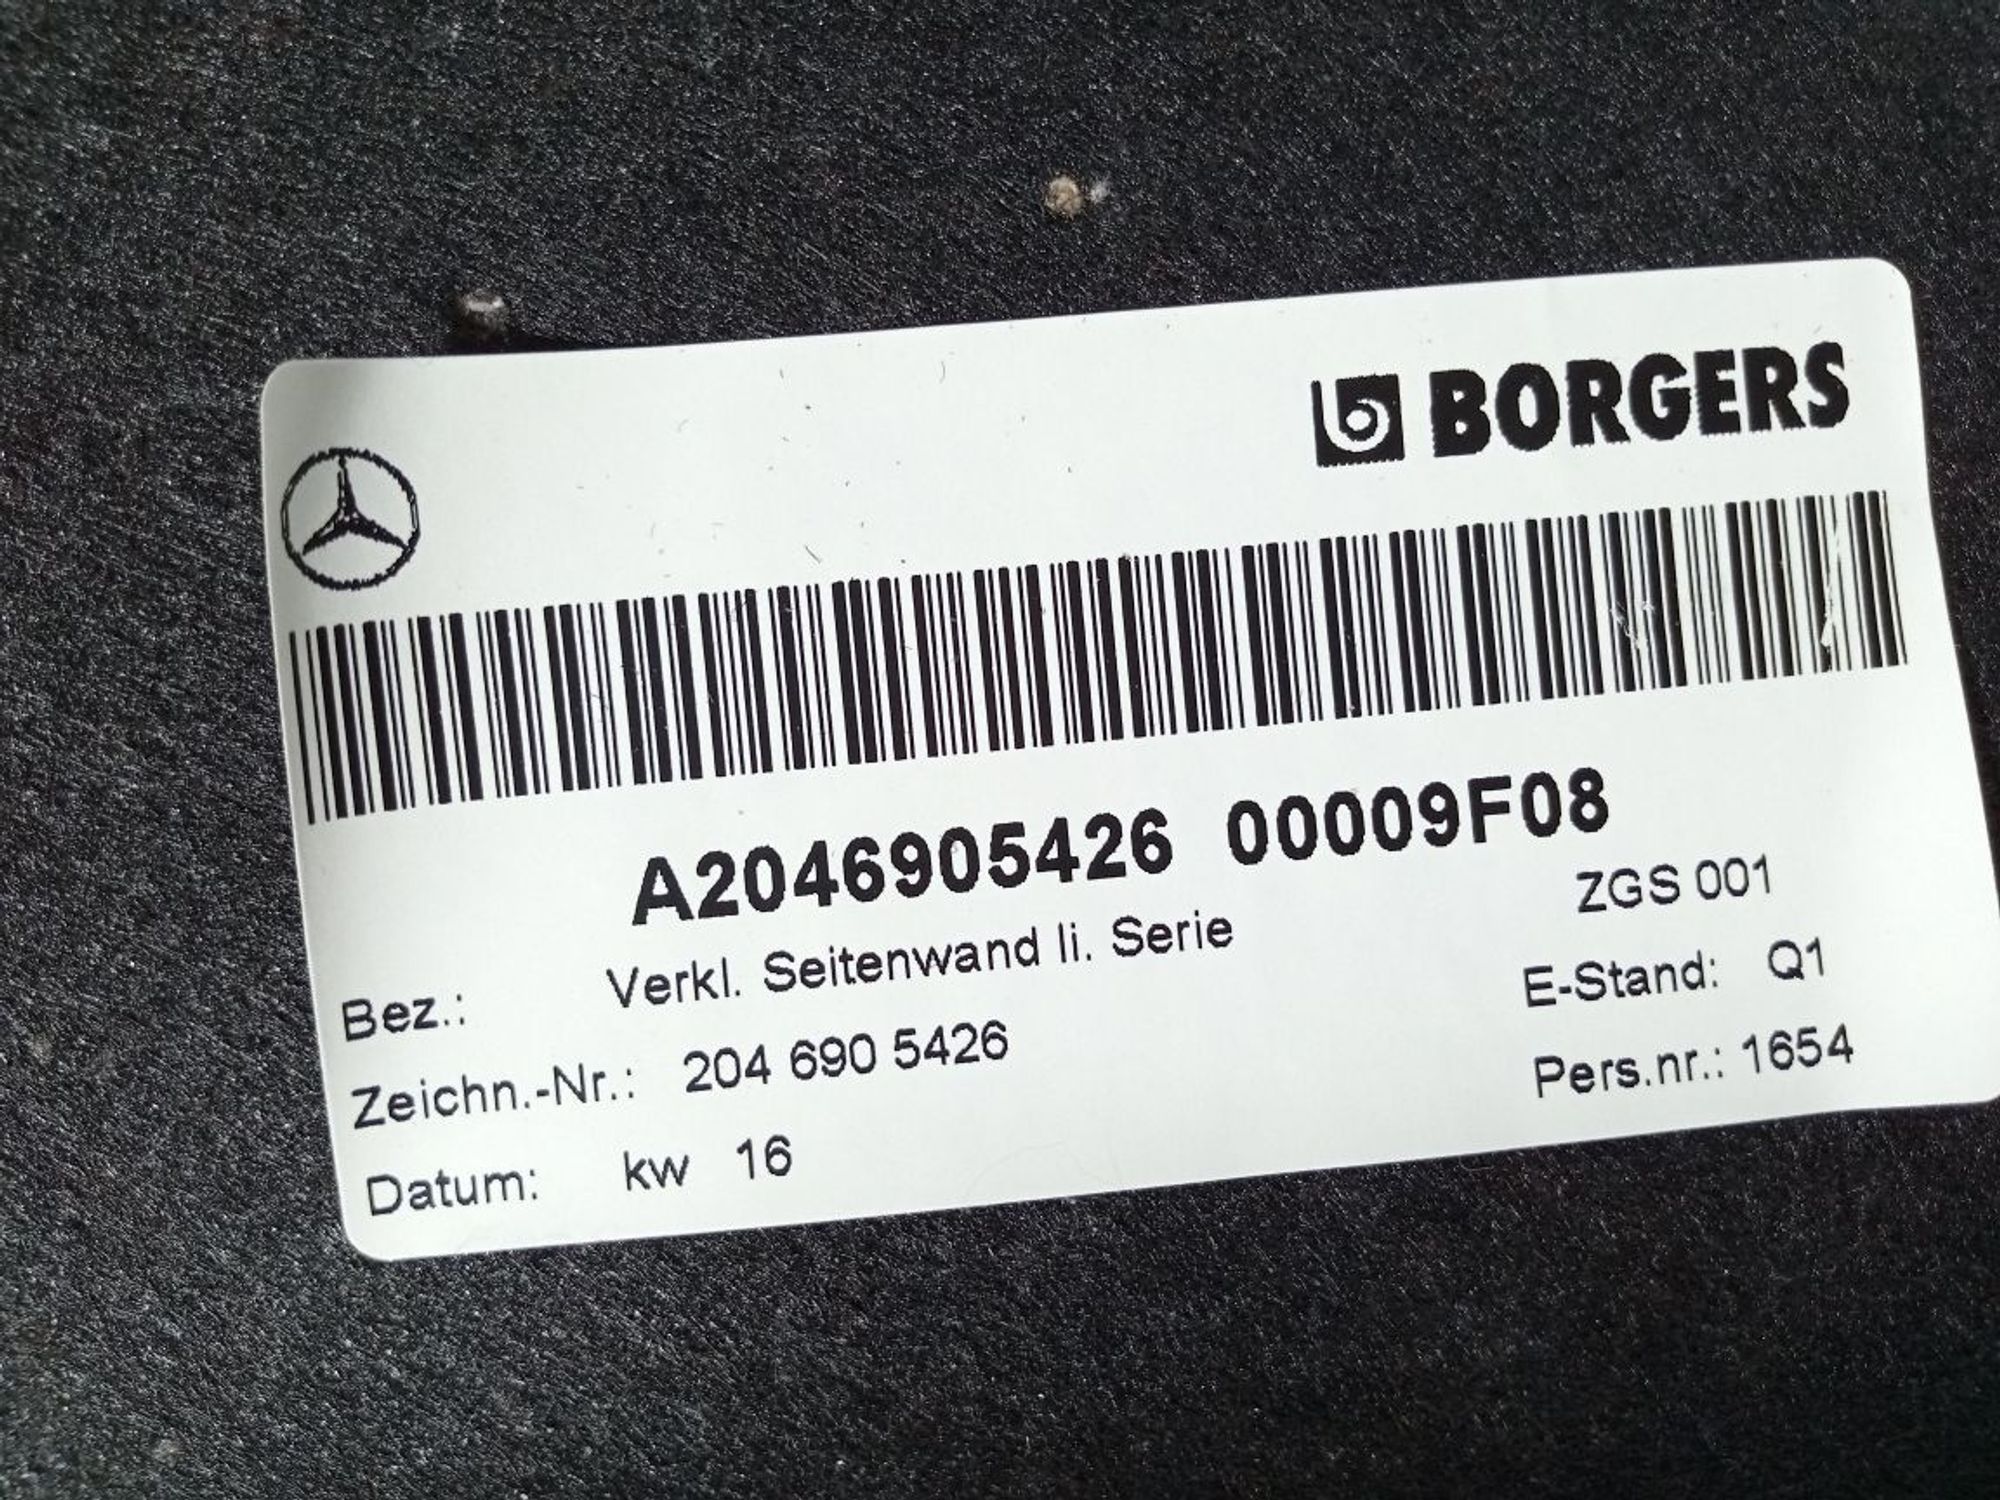 BORGERS
A2046905426 00009F08
ZGS 001
Bez.: Verkl. Seitenwand li. Serie
E-Stand: Q1
Zeichn.-Nr.: 204 690 5426
Pers.nr.: 1654
Datum: kw 16